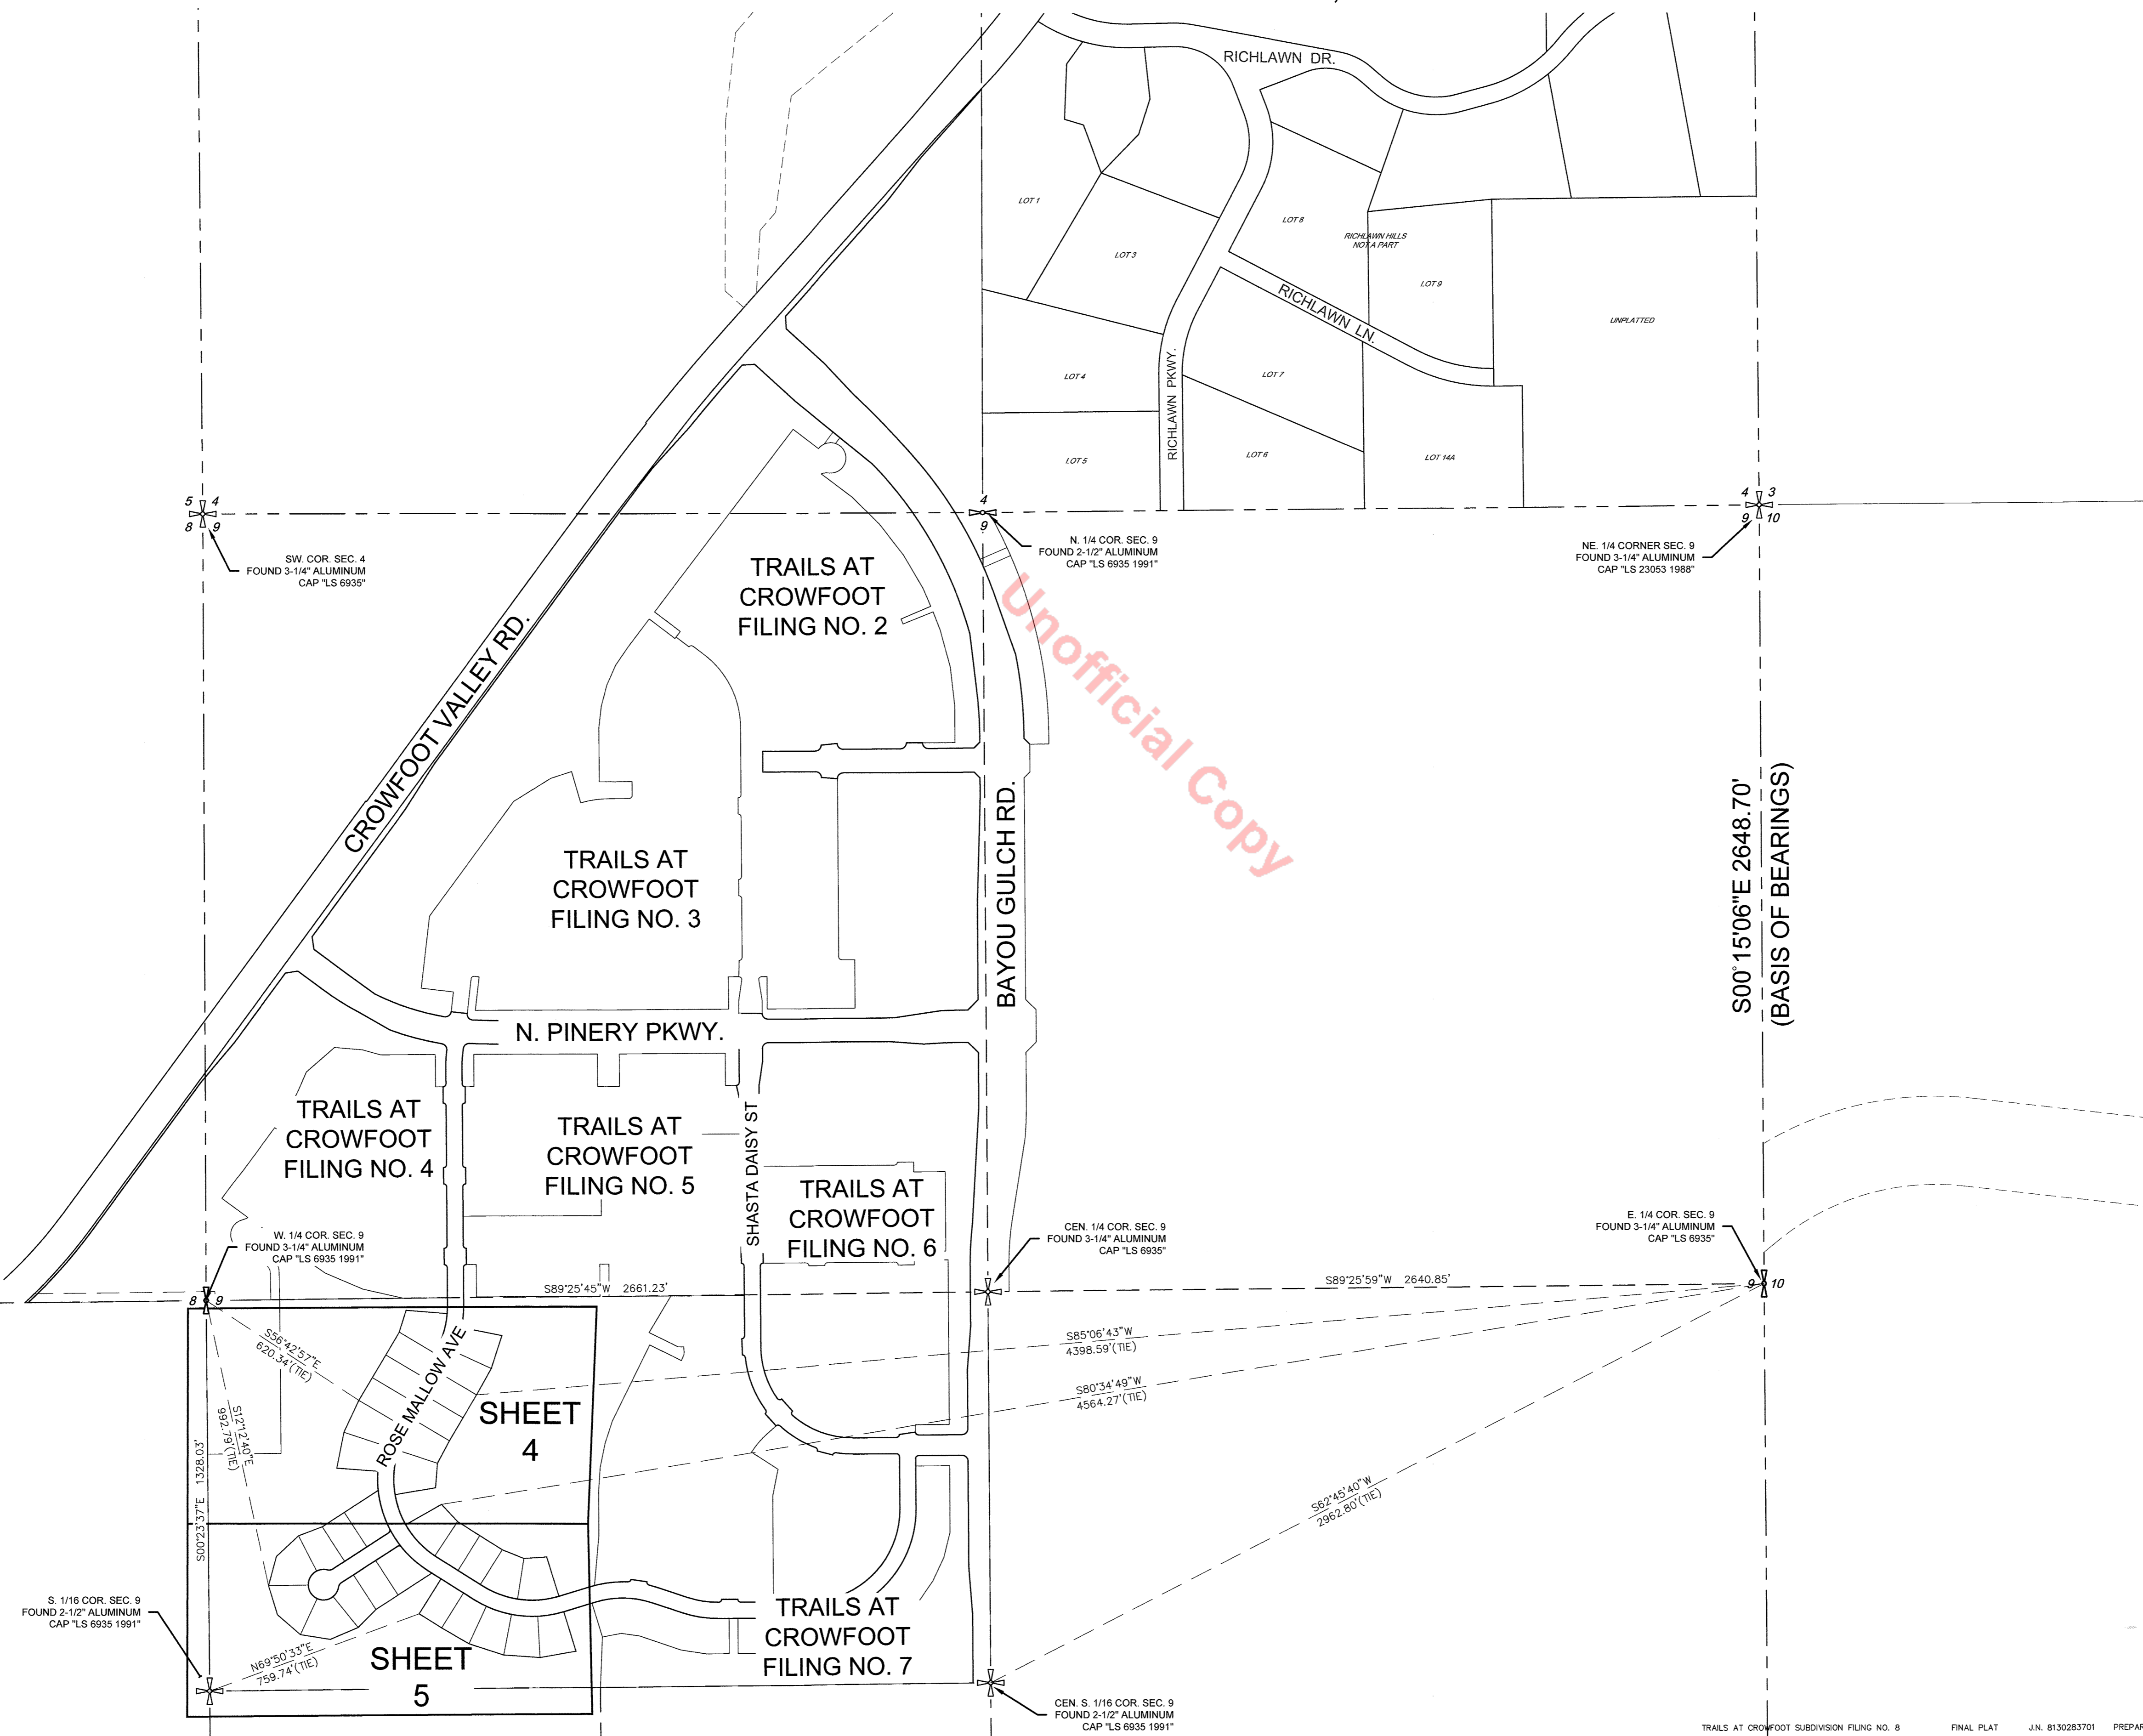 RICHLAWN DR.
LOT 1
LOT 8
RICHLAWN HILLS
NOT A PART
LOT 3
LOT 9
RICHLAWN LN.
UNPLATTED
RICHLAWN PKWY.
LOT 4
LOT 7
LOT 5
LOT 6
LOT 14A
5 4
8 9
4
9
4 3
9 10
SW. COR. SEC. 4
FOUND 3-1/4" ALUMINUM
CAP "LS 6935"
N. 1/4 COR. SEC. 9
FOUND 2-1/2" ALUMINUM
CAP "LS 6935 1991"
NE. 1/4 CORNER SEC. 9
FOUND 3-1/4" ALUMINUM
CAP "LS 23053 1988"
TRAILS AT
CROWFOOT
FILING NO. 2
Unofficial Copy
CROWFOOT VALLEY RD.
BAYOU GULCH RD.
S00°15'06"E 2648.70'
(BASIS OF BEARINGS)
TRAILS AT
CROWFOOT
FILING NO. 3
N. PINERY PKWY.
TRAILS AT
CROWFOOT
FILING NO. 4
TRAILS AT
CROWFOOT
FILING NO. 5
SHASTA DAISY ST
TRAILS AT
CROWFOOT
FILING NO. 6
W. 1/4 COR. SEC. 9
FOUND 3-1/4" ALUMINUM
CAP "LS 6935 1991"
CEN. 1/4 COR. SEC. 9
FOUND 3-1/4" ALUMINUM
CAP "LS 6935"
E. 1/4 COR. SEC. 9
FOUND 3-1/4" ALUMINUM
CAP "LS 6935"
S89°25'45"W 2661.23'
S89°25'59"W 2640.85'
8 9
9 10
S56°42'57"E
620.34'(TIE)
S85°06'43"W
4398.59'(TIE)
S80°34'49"W
4564.27'(TIE)
ROSE MALLOW AVE
SHEET
4
S12°12'40"E
992.79'(TIE)
S00°23'37"E 1328.03'
S62°45'40"W
2962.80'(TIE)
S. 1/16 COR. SEC. 9
FOUND 2-1/2" ALUMINUM
CAP "LS 6935 1991"
TRAILS AT
CROWFOOT
FILING NO. 7
N69°50'33"E
759.74'(TIE)
SHEET
5
CEN. S. 1/16 COR. SEC. 9
FOUND 2-1/2" ALUMINUM
CAP "LS 6935 1991"
TRAILS AT CROWFOOT SUBDIVISION FILING NO. 8 FINAL PLAT J.N. 8130283701